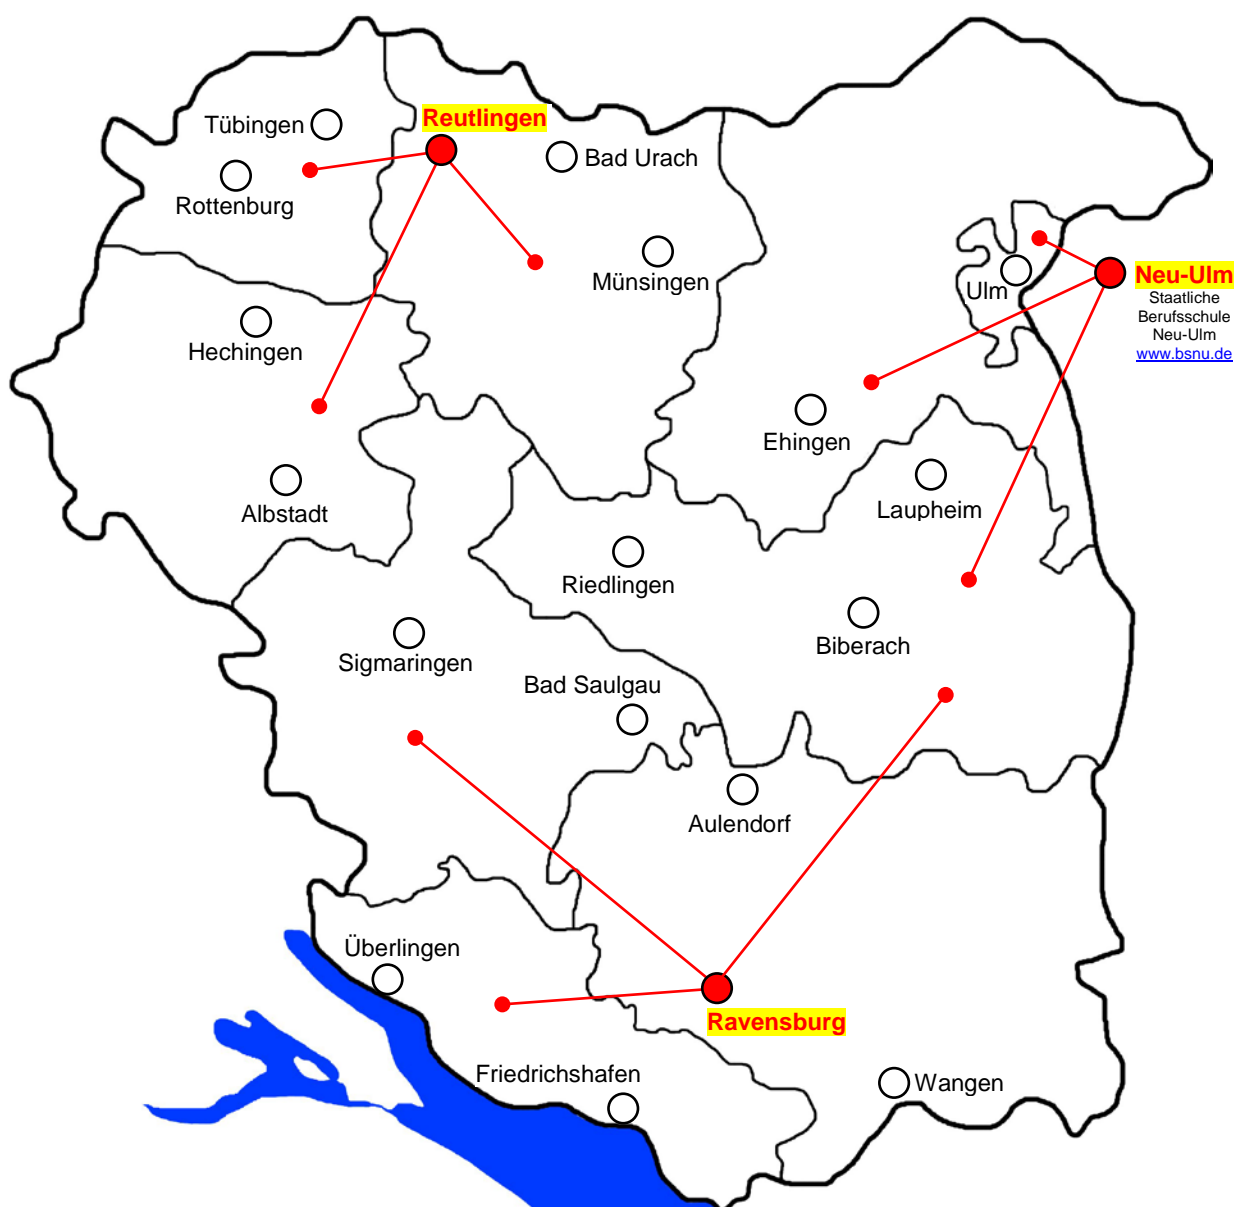 Tübingen
Reutlingen
Bad Urach
Rottenburg
Münsingen
Ulm
Neu-Ulm
Staatliche
Berufsschule
Neu-Ulm
www.bsnu.de
Hechingen
Ehingen
Albstadt
Laupheim
Riedlingen
Biberach
Sigmaringen
Bad Saulgau
Aulendorf
Überlingen
Ravensburg
Friedrichshafen
Wangen